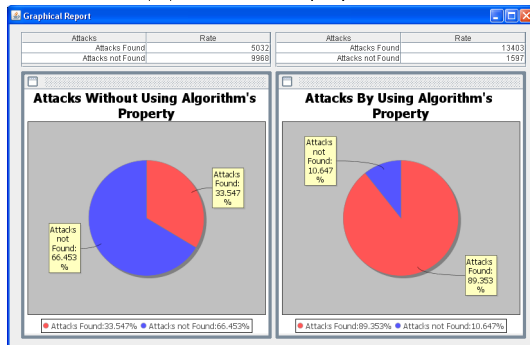 Graphical Report
Attacks Rate
Attacks Found 5032
Attacks not Found 9968
Attacks Rate
Attacks Found 13403
Attacks not Found 1597
Attacks Without Using Algorithm's
Property
Attacks
Found:
33.547
%
Attacks
not
Found:
66.453
%
Attacks Found:33.547% Attacks not Found:66.453%
Attacks By Using Algorithm's
Property
Attacks
not
Found:
10.647
%
Attacks
Found:
89.353
%
Attacks Found:89.353% Attacks not Found:10.647%